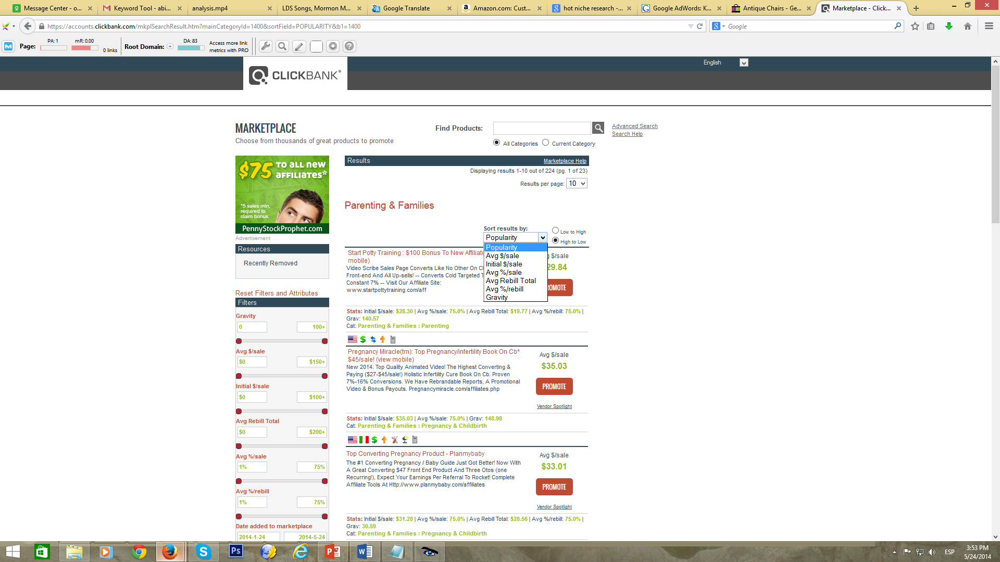 Message Center - o...
Keyword Tool - abi...
analysis.mp4
LDS Songs, Mormon M...
Google Translate
Amazon.com: Cust...
hot niche research -...
Google AdWords: K...
Antique Chairs - Ge...
Marketplace - Click...
https://accounts.clickbank.com/mkplSearchResult.htm?mainCategoryId=1400&sortField=POPULARITY&b1=1400
Google
Page:
PA: 1
mR: 0.00
0 links
Root Domain:
DA: 83
Access more link
metrics with PRO
English
CLICKBANK
MARKETPLACE
Choose from thousands of great products to promote
Find Products:
All Categories
Current Category
Advanced Search
Search Help
$75 TO ALL NEW
AFFILIATES*
*5 sales min,
required to
claim bonus.
PennyStockProphet.com
Advertisement
Resources
Recently Removed
Reset Filters and Attributes
Filters
Gravity
0 100+
Avg $/sale
$0 $150+
Initial $/sale
$0 $100+
Avg Rebill Total
$0 $200+
Avg %/sale
1% 75%
Avg %/rebill
1% 75%
Date added to marketplace
2014-1-24 2014-5-24
Results
Marketplace Help
Displaying results 1-10 out of 224 (pg. 1 of 23)
Results per page: 10
Parenting & Families
Sort results by:
Popularity
Low to High
High to Low
Popularity
Avg $/sale
Initial $/sale
Avg %/sale
Avg Rebill Total
Avg %/rebill
Gravity
Start Potty Training : $100 Bonus To New Affiliate
mobile)
Video Scribe Sales Page Converts Like No Other On
Front-end And All Up-sells! -- Converts Cold Targeted
Constant 7% -- Visit Our Affiliate Site:
www.startpottytraining.com/aff
$/sale
29.84
ROMOTE
Stats: Initial $/sale: $28.30 | Avg %/sale: 75.0% | Avg Rebill Total: $19.77 | Avg %/rebill: 75.0% |
Grav: 140.57
Cat: Parenting & Families : Parenting
Pregnancy Miracle(tm): Top Pregnancy/infertility Book On Cb*
$45/sale! (view mobile)
New 2014: Top Quality Animated Video! The Highest Converting &
Paying ($27-$45/sale!) Holistic Infertility Cure Book On Cb. Proven
7%-16% Conversions. We Have Rebrandable Reports, A Promotional
Video & Bonus Payouts. Pregnancymiracle.com/affiliates.php
Avg $/sale
$35.03
PROMOTE
Vendor Spotlight
Stats: Initial $/sale: $35.03 | Avg %/sale: 75.0% | Grav: 148.98
Cat: Parenting & Families : Pregnancy & Childbirth
Top Converting Pregnancy Product - Planmybaby
The #1 Converting Pregnancy / Baby Guide Just Got Better! Now With
A Great Converting $47 Front End Product And Three Otos (one
Recurring!), Expect Your Earnings Per Referral To Rocket! Complete
Affiliate Tools At Http://www.planmybaby.com/affiliates
Avg $/sale
$33.01
PROMOTE
Vendor Spotlight
Stats: Initial $/sale: $31.28 | Avg %/sale: 75.0% | Avg Rebill Total: $28.56 | Avg %/rebill: 75.0% |
Grav: 30.59
Cat: Parenting & Families : Pregnancy & Childbirth
ESP
3:53 PM
5/24/2014